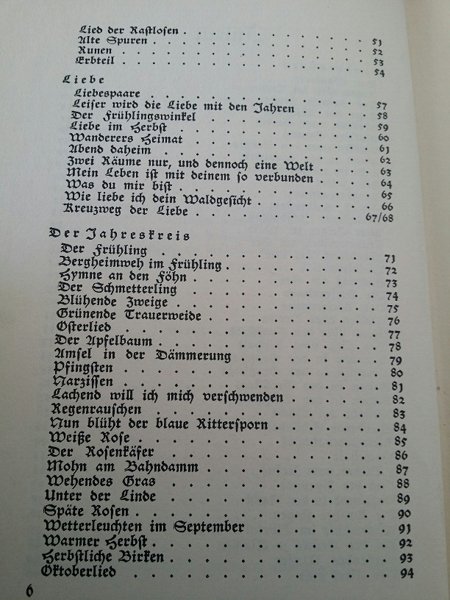 Lied der Rastlosen . . . . . . . . . . 51
Alte Spuren . . . . . . . . . . 52
Runen . . . . . . . . . . 53
Erbteil . . . . . . . . . . 54
Liebe
Liebespaare . . . . . . . . . . 57
Leiser wird die Liebe mit den Jahren . . . . . . 58
Der Frühlingswinkel . . . . . . . . . . 59
Liebe im Herbst . . . . . . . . . . 60
Wanderers Heimat . . . . . . . . . . 61
Abend daheim . . . . . . . . . . 62
Zwei Räume nur, und dennoch eine Welt . . . . . 63
Mein Leben ist mit deinem so verbunden . . . . . 64
Was du mir bist . . . . . . . . . . 65
Wie liebe ich dein Waldgesicht . . . . . . . 66
Kreuzweg der Liebe . . . . . . . . . . 67/68
Der Jahreskreis
Der Frühling . . . . . . . . . . 71
Bergheimweh im Frühling . . . . . . . . . . 72
Hymne an den Föhn . . . . . . . . . . 73
Der Schmetterling . . . . . . . . . . 74
Blühende Zweige . . . . . . . . . . 75
Grünende Trauerweide . . . . . . . . . . 76
Osterlied . . . . . . . . . . 77
Der Apfelbaum . . . . . . . . . . 78
Amsel in der Dämmerung . . . . . . . . . . 79
Pfingsten . . . . . . . . . . 80
Narzissen . . . . . . . . . . 81
Lachend will ich mich verschwenden . . . . . . . 82
Regenrauschen . . . . . . . . . . 83
Nun blüht der blaue Rittersporn . . . . . . . . 84
Weiße Rose . . . . . . . . . . 85
Der Rosenkäfer . . . . . . . . . . 86
Mohn am Bahndamm . . . . . . . . . . 87
Wehendes Gras . . . . . . . . . . 88
Unter der Linde . . . . . . . . . . 89
Späte Rosen . . . . . . . . . . 90
Wetterleuchten im September . . . . . . . . . 91
Warmer Herbst . . . . . . . . . . 92
Herbstliche Birken . . . . . . . . . . 93
Oktoberlied . . . . . . . . . . 94
6